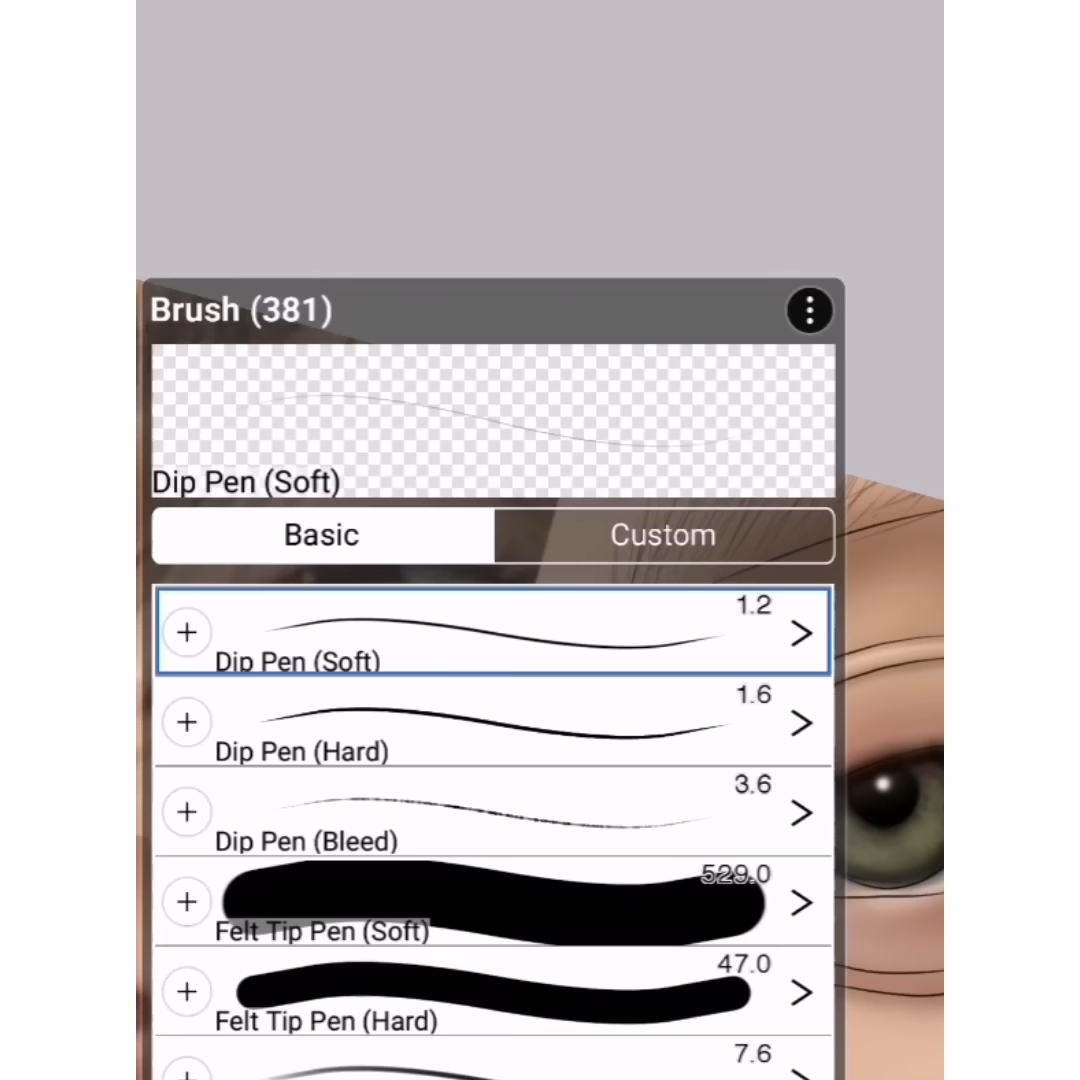 Brush (381)
Dip Pen (Soft)
Basic
Custom
1.2
Dip Pen (Soft)
1.6
Dip Pen (Hard)
3.6
Dip Pen (Bleed)
529.0
Felt Tip Pen (Soft)
47.0
Felt Tip Pen (Hard)
7.6